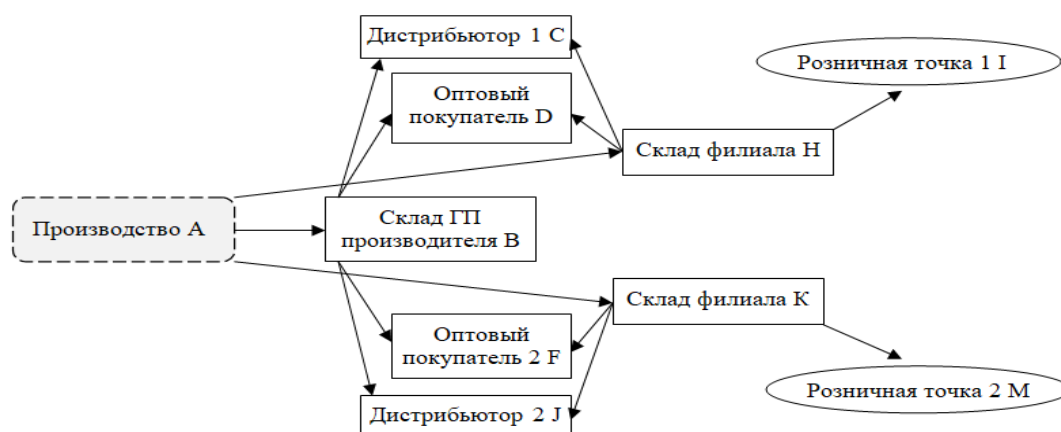 Дистрибьютор 1 С
Розничная точка 1 I
Оптовый
покупатель D
Склад филиала Н
Производство А
Склад ГП
производителя В
Склад филиала К
Оптовый
покупатель 2 F
Розничная точка 2 М
Дистрибьютор 2 J